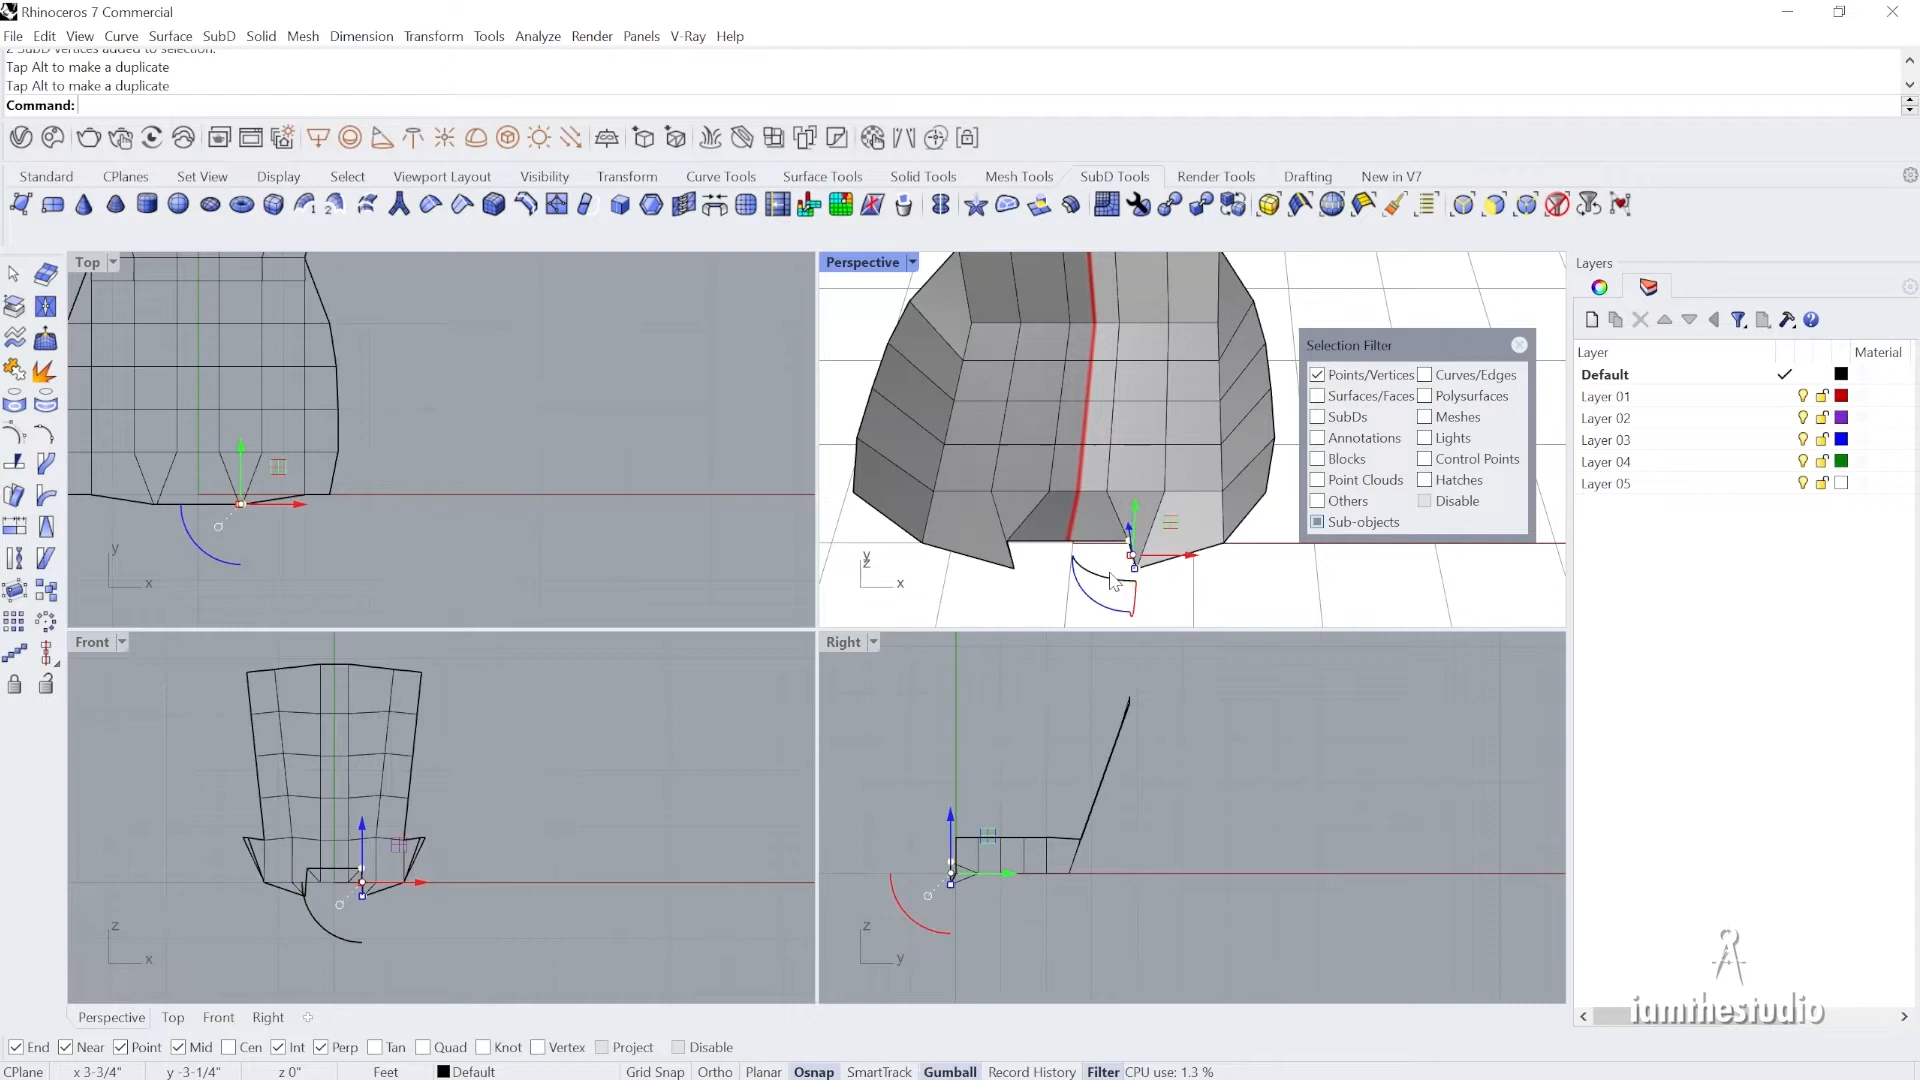 Rhinoceros 7 Commercial
File Edit View Curve Surface SubD Solid Mesh Dimension Transform Tools Analyze Render Panels V-Ray Help
2 SubD vertices added to selection.
Tap Alt to make a duplicate
Tap Alt to make a duplicate
Command:
Standard CPlanes Set View Display Select Viewport Layout Visibility Transform Curve Tools Surface Tools Solid Tools Mesh Tools SubD Tools Render Tools Drafting New in V7
Top
Perspective
Layers
Selection Filter
Points/Vertices Curves/Edges
Surfaces/Faces Polysurfaces
SubDs Meshes
Annotations Lights
Blocks Control Points
Point Clouds Hatches
Others Disable
Sub-objects
Layer Material
Default
Layer 01
Layer 02
Layer 03
Layer 04
Layer 05
y x
z y x
Front
Right
z x
z y
iamthestudio
Perspective Top Front Right
End Near Point Mid Cen Int Perp Tan Quad Knot Vertex Project Disable
CPlane x 3-3/4" y -3-1/4" z 0" Feet Default Grid Snap Ortho Planar Osnap SmartTrack Gumball Record History Filter CPU use: 1.3 %